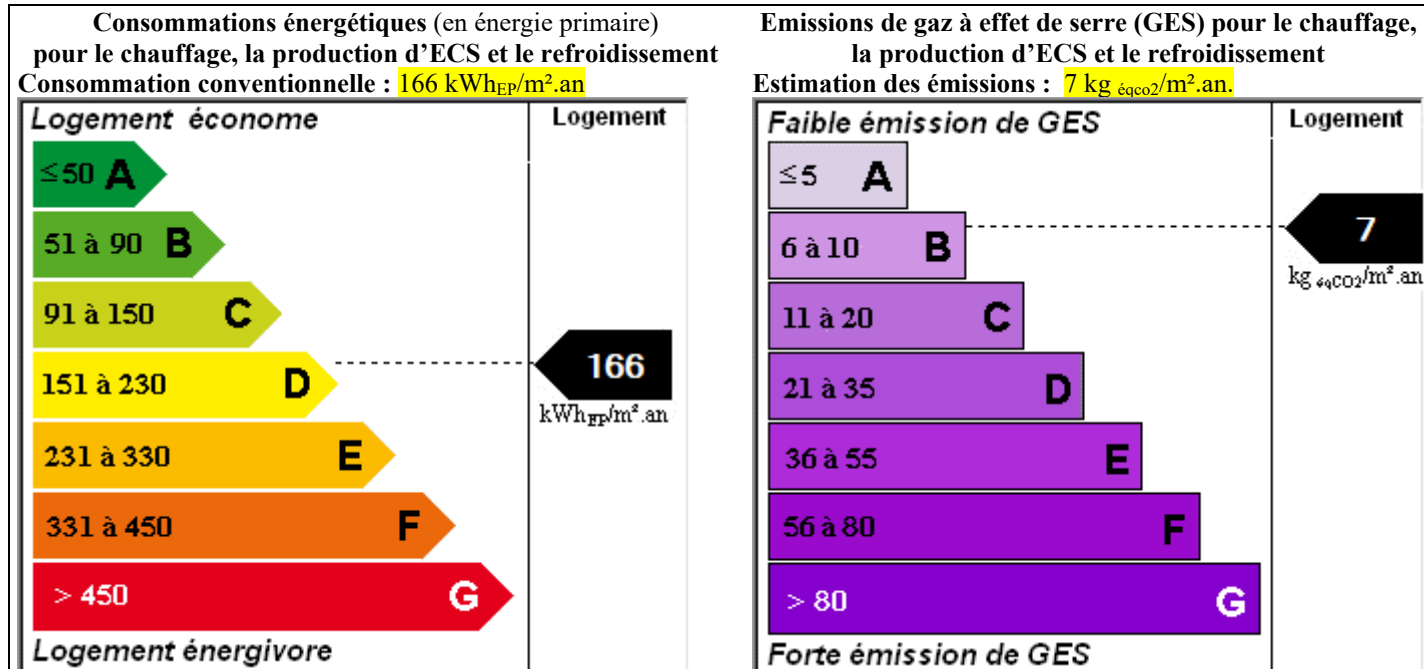 Consommations énergétiques (en énergie primaire)
pour le chauffage, la production d’ECS et le refroidissement
Consommation conventionnelle : 166 kWhEP/m².an
Logement économe
Logement
≤50 A
51 à 90 B
91 à 150 C
151 à 230 D
166
kWhEP/m².an
231 à 330 E
331 à 450 F
> 450 G
Logement énergivore
Emissions de gaz à effet de serre (GES) pour le chauffage,
la production d’ECS et le refroidissement
Estimation des émissions : 7 kg éqco2/m².an.
Faible émission de GES
Logement
≤5 A
6 à 10 B
7
kg éqCO2/m².an
11 à 20 C
21 à 35 D
36 à 55 E
56 à 80 F
> 80 G
Forte émission de GES